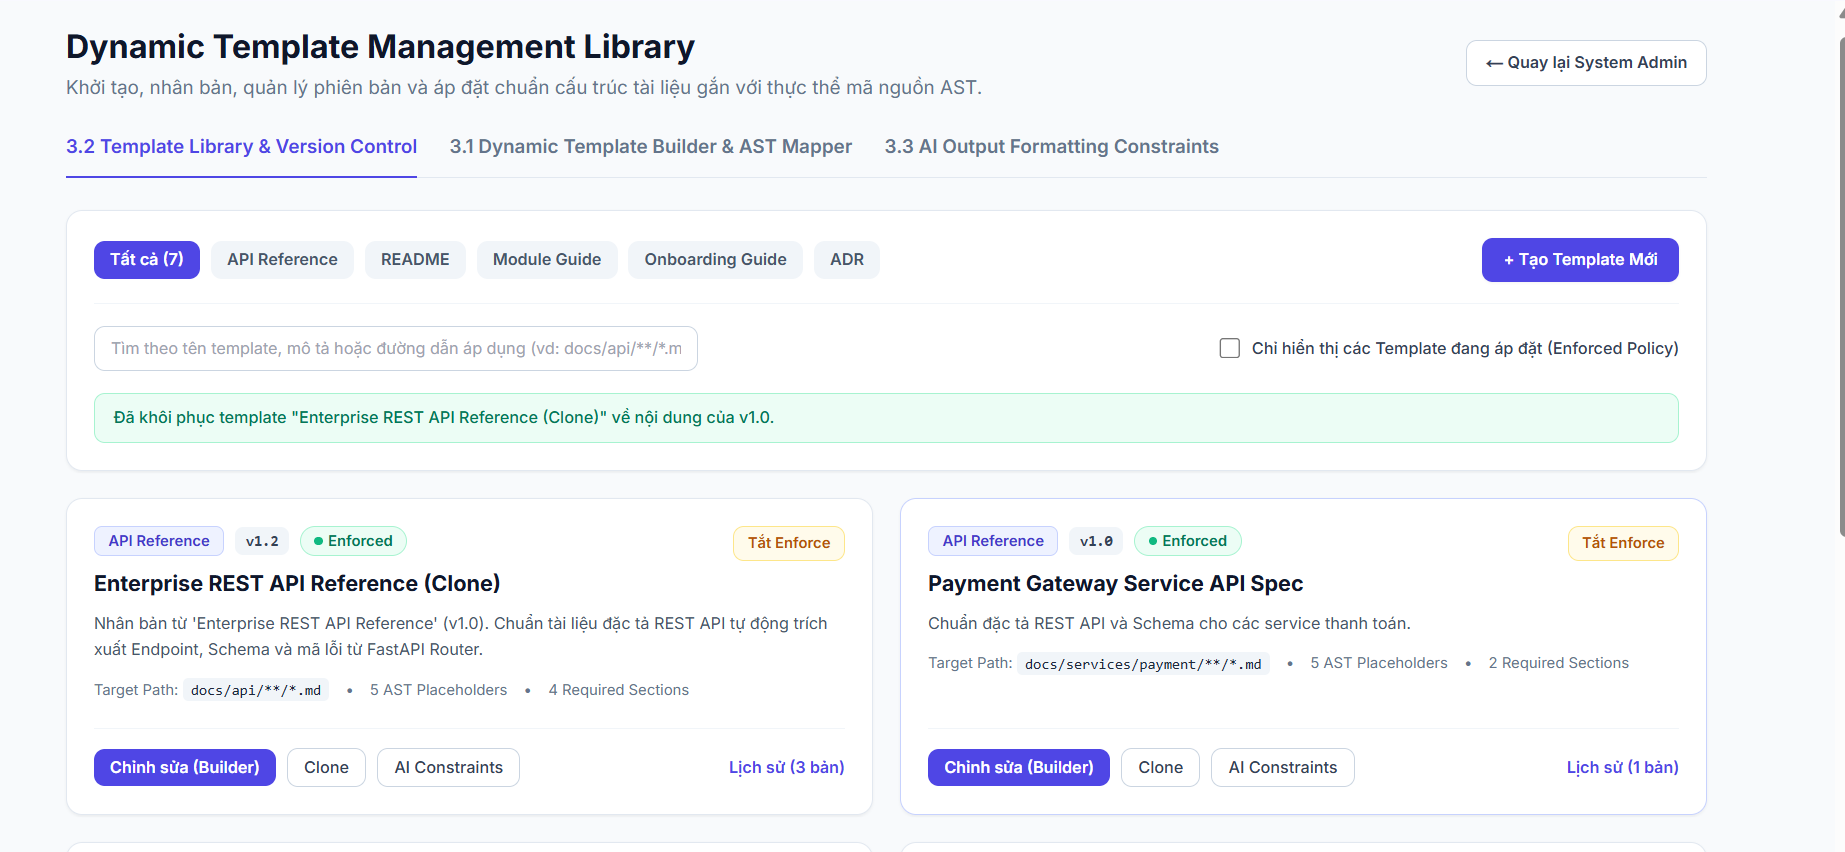 Dynamic Template Management Library
Khởi tạo, nhân bản, quản lý phiên bản và áp đặt chuẩn cấu trúc tài liệu gắn với thực thể mã nguồn AST.
← Quay lại System Admin
3.2 Template Library & Version Control
3.1 Dynamic Template Builder & AST Mapper
3.3 AI Output Formatting Constraints
Tất cả (7)
API Reference
README
Module Guide
Onboarding Guide
ADR
+ Tạo Template Mới
Tìm theo tên template, mô tả hoặc đường dẫn áp dụng (vd: docs/api/**/*.m
Chỉ hiển thị các Template đang áp đặt (Enforced Policy)
Đã khôi phục template "Enterprise REST API Reference (Clone)" về nội dung của v1.0.
API Reference
v1.2
Enforced
Tắt Enforce
Enterprise REST API Reference (Clone)
Nhân bản từ 'Enterprise REST API Reference' (v1.0). Chuẩn tài liệu đặc tả REST API tự động trích
xuất Endpoint, Schema và mã lỗi từ FastAPI Router.
Target Path: docs/api/**/*.md • 5 AST Placeholders • 4 Required Sections
Chỉnh sửa (Builder)
Clone
AI Constraints
Lịch sử (3 bản)
API Reference
v1.0
Enforced
Tắt Enforce
Payment Gateway Service API Spec
Chuẩn đặc tả REST API và Schema cho các service thanh toán.
Target Path: docs/services/payment/**/*.md • 5 AST Placeholders • 2 Required Sections
Chỉnh sửa (Builder)
Clone
AI Constraints
Lịch sử (1 bản)